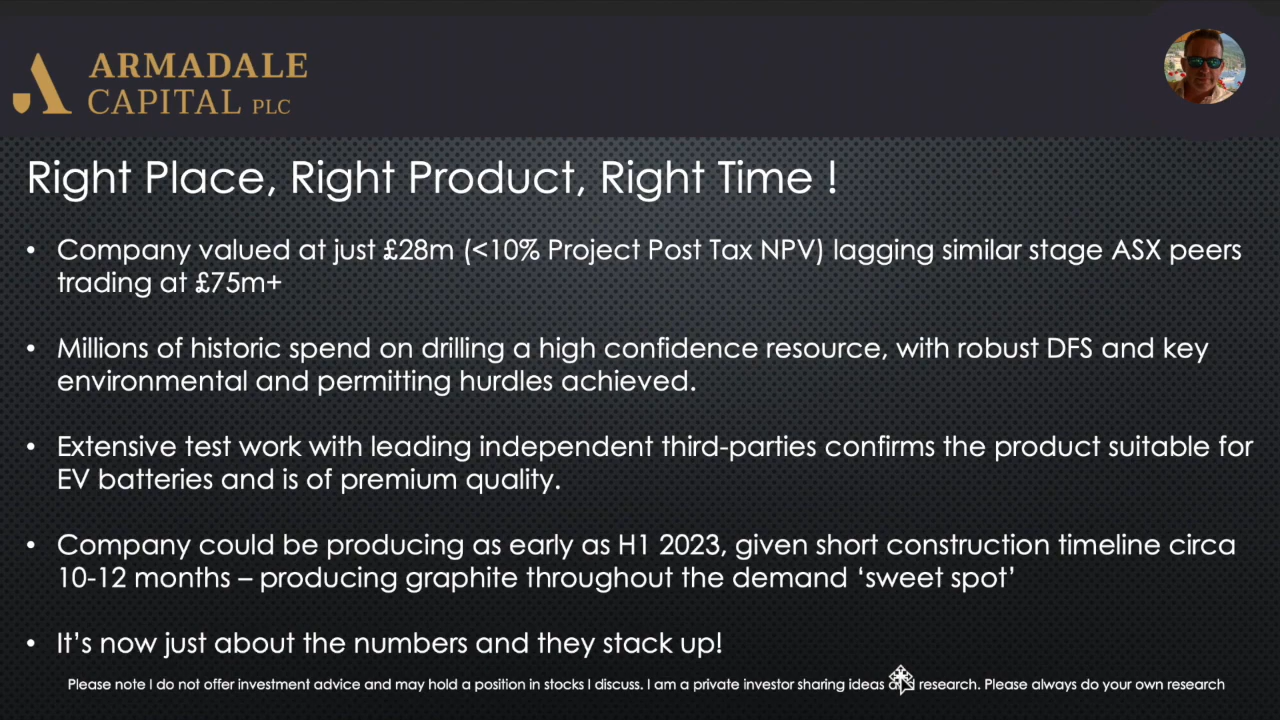 ARMADALE
CAPITAL PLC
Right Place, Right Product, Right Time !
• Company valued at just £28m (<10% Project Post Tax NPV) lagging similar stage ASX peers
trading at £75m+
• Millions of historic spend on drilling a high confidence resource, with robust DFS and key
environmental and permitting hurdles achieved.
• Extensive test work with leading independent third-parties confirms the product suitable for
EV batteries and is of premium quality.
• Company could be producing as early as H1 2023, given short construction timeline circa
10-12 months – producing graphite throughout the demand ‘sweet spot’
• It’s now just about the numbers and they stack up!
Please note I do not offer investment advice and may hold a position in stocks I discuss. I am a private investor sharing ideas research. Please always do your own research